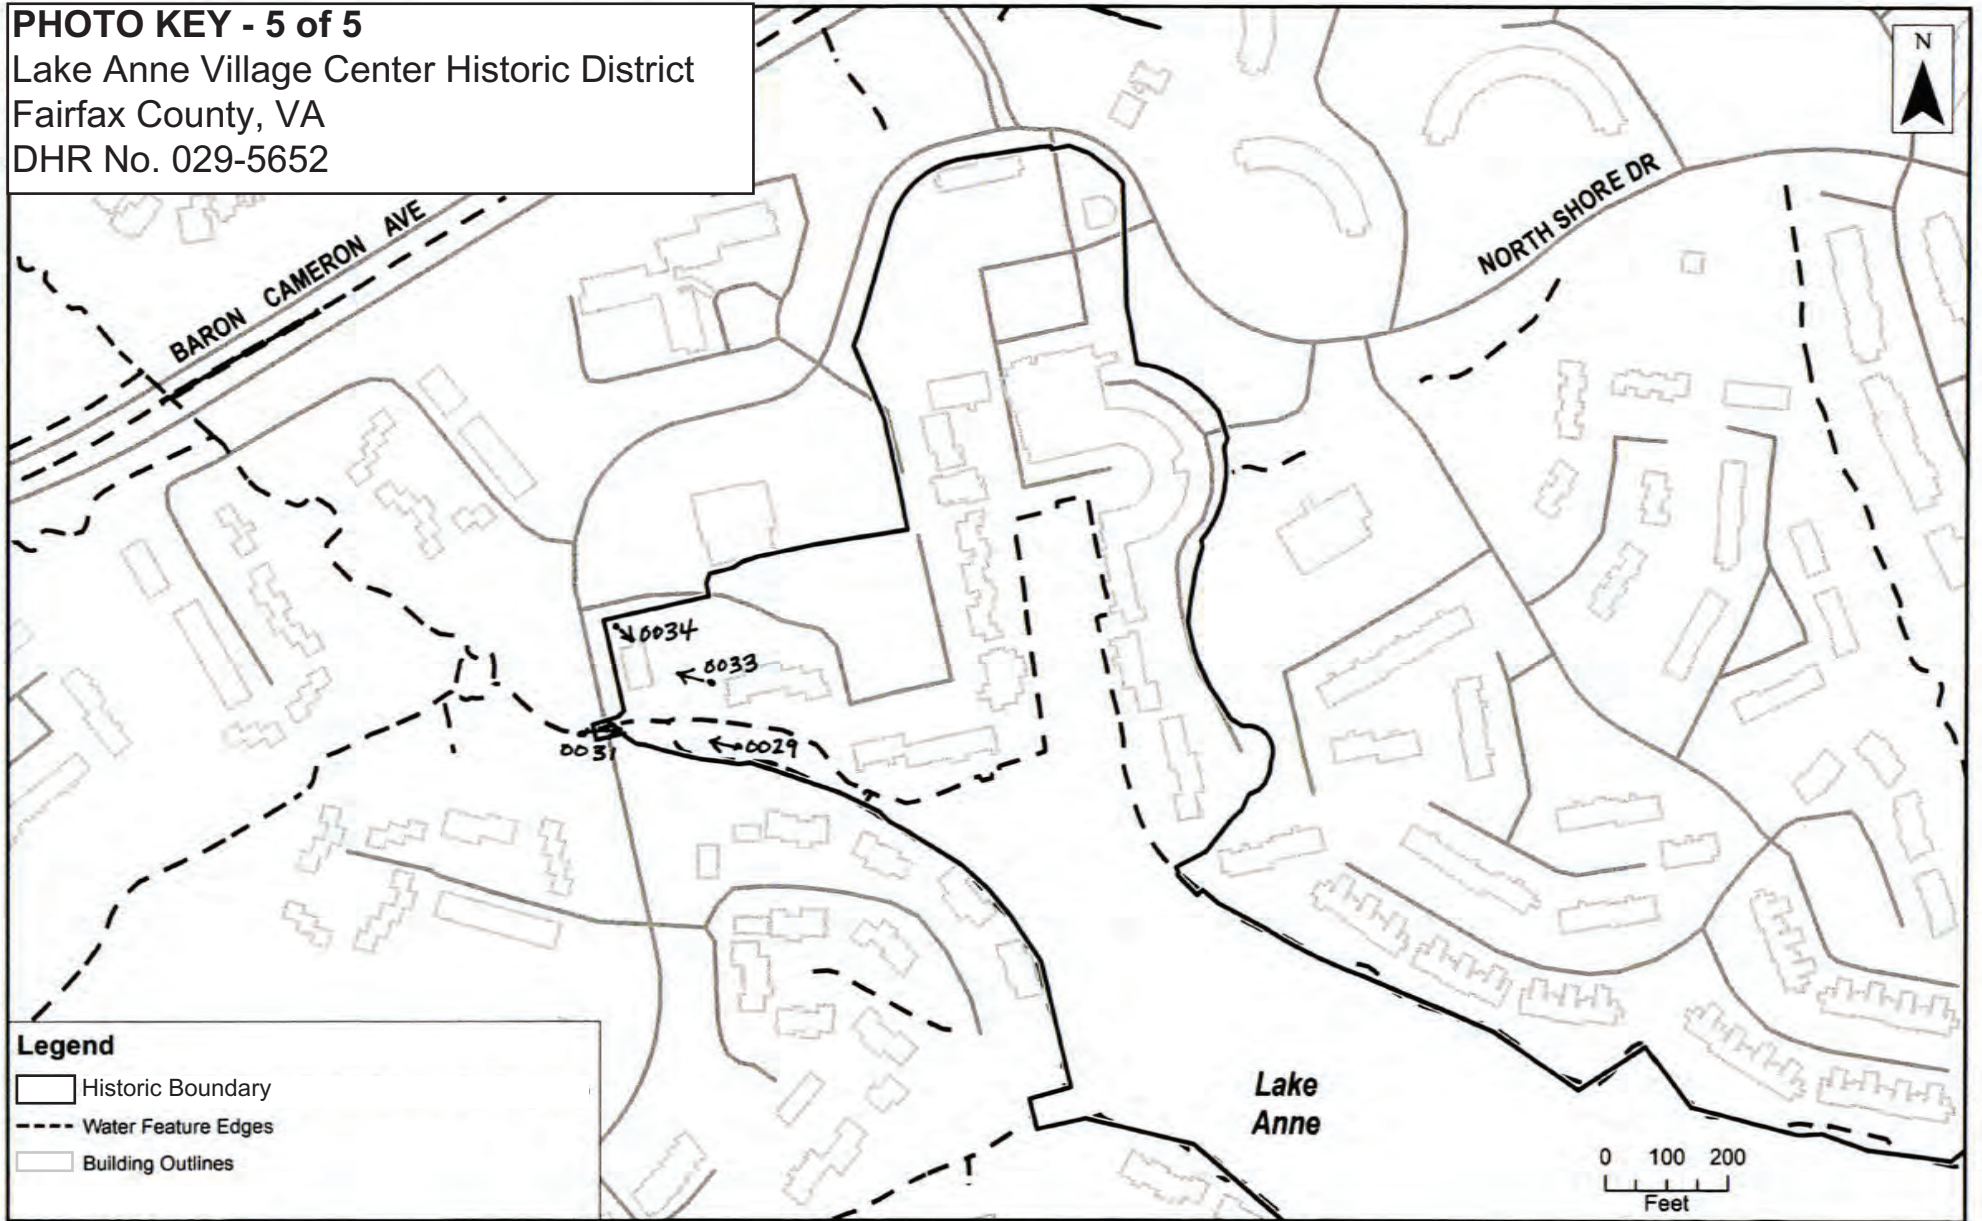 PHOTO KEY - 5 of 5
Lake Anne Village Center Historic District
Fairfax County, VA
DHR No. 029-5652
N
BARON CAMERON AVE
NORTH SHORE DR
0034
0033
0031
0029
Lake
Anne
Legend
Historic Boundary
Water Feature Edges
Building Outlines
0 100 200
Feet